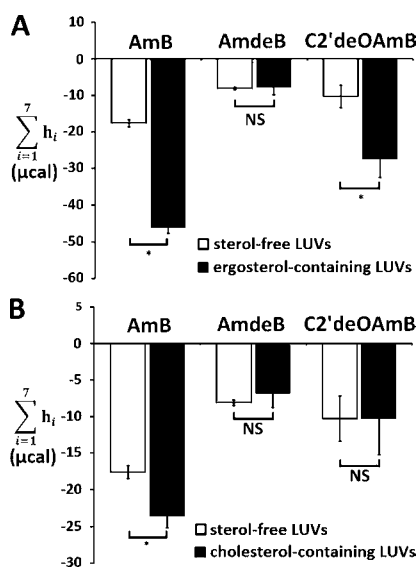 A
AmB AmdeB C2'deOAmB
10
0
-10
-20
-30
-40
-50
-60
7
∑ hᵢ
i=1
(µcal)
NS
*
*
sterol-free LUVs
ergosterol-containing LUVs
B
AmB AmdeB C2'deOAmB
5
0
-5
-10
-15
-20
-25
-30
7
∑ hᵢ
i=1
(µcal)
NS
NS
*
sterol-free LUVs
cholesterol-containing LUVs